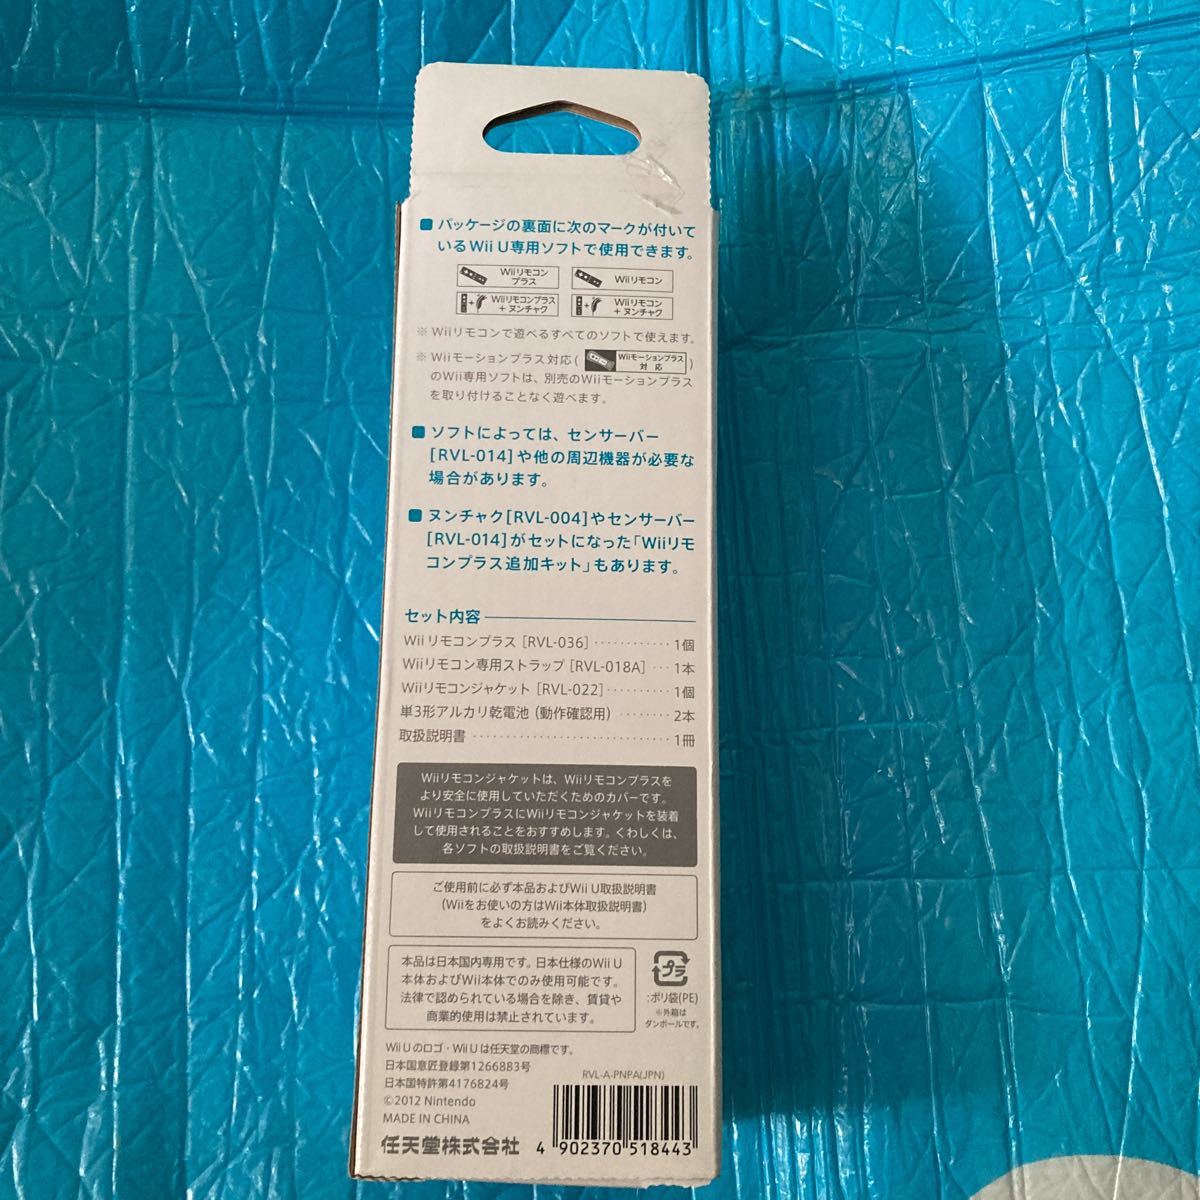 ■ パッケージの裏面に次のマークが付いて
いるWii U専用ソフトで使用できます。
Wiiリモコン
プラス
Wiiリモコン
Wiiリモコンプラス
+ ヌンチャク
Wiiリモコン
+ ヌンチャク
※ Wiiリモコンで遊べるすべてのソフトで使えます。
※ Wiiモーションプラス対応(
Wiiモーションプラス
対 応
)
のWii専用ソフトは、別売のWiiモーションプラス
を取り付けることなく遊べます。
■ ソフトによっては、センサーバー
[RVL-014]や他の周辺機器が必要な
場合があります。
■ ヌンチャク[RVL-004]やセンサーバー
[RVL-014]がセットになった「Wiiリモ
コンプラス追加キット」もあります。
セット内容
Wiiリモコンプラス [RVL-036] ············ 1個
Wiiリモコン専用ストラップ [RVL-018A] ··· 1本
Wiiリモコンジャケット [RVL-022] ·········· 1個
単3形アルカリ乾電池 (動作確認用) ········ 2本
取扱説明書 ······························ 1冊
Wiiリモコンジャケットは、Wiiリモコンプラスを
より安全に使用していただくためのカバーです。
WiiリモコンプラスにWiiリモコンジャケットを装着
して使用されることをおすすめします。くわしくは、
各ソフトの取扱説明書をご覧ください。
ご使用前に必ず本品およびWii U取扱説明書
(Wiiをお使いの方はWii本体取扱説明書)
をよくお読みください。
本品は日本国内専用です。日本仕様のWii U
本体およびWii本体でのみ使用可能です。
法律で認められている場合を除き、賃貸や
商業的使用は禁止されています。
プラ
:ポリ袋(PE)
※外箱は
ダンボールです。
Wii Uのロゴ・Wii Uは任天堂の商標です。
日本国意匠登録第1266883号
日本国特許第4176824号
©2012 Nintendo
MADE IN CHINA
任天堂株式会社
RVL-A-PNPA(JPN)
4 902370 518443